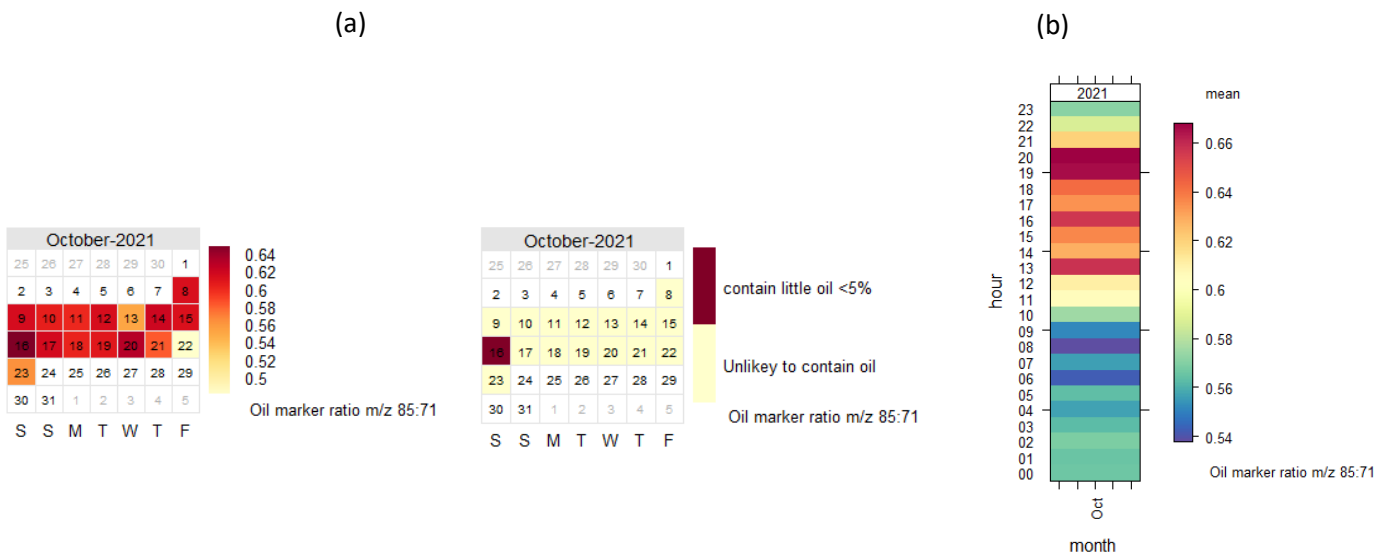 (a)
(b)
October-2021
25 26 27 28 29 30 1
2 3 4 5 6 7 8
9 10 11 12 13 14 15
16 17 18 19 20 21 22
23 24 25 26 27 28 29
30 31 1 2 3 4 5
S S M T W T F
0.64
0.62
0.6
0.58
0.56
0.54
0.52
0.5
Oil marker ratio m/z 85:71
October-2021
25 26 27 28 29 30 1
2 3 4 5 6 7 8
9 10 11 12 13 14 15
16 17 18 19 20 21 22
23 24 25 26 27 28 29
30 31 1 2 3 4 5
S S M T W T F
contain little oil <5%
Unlikey to contain oil
Oil marker ratio m/z 85:71
2021
23
22
21
20
19
18
17
16
15
14
13
12
11
10
09
08
07
06
05
04
03
02
01
00
hour
Oct
month
mean
0.66
0.64
0.62
0.6
0.58
0.56
0.54
Oil marker ratio m/z 85:71